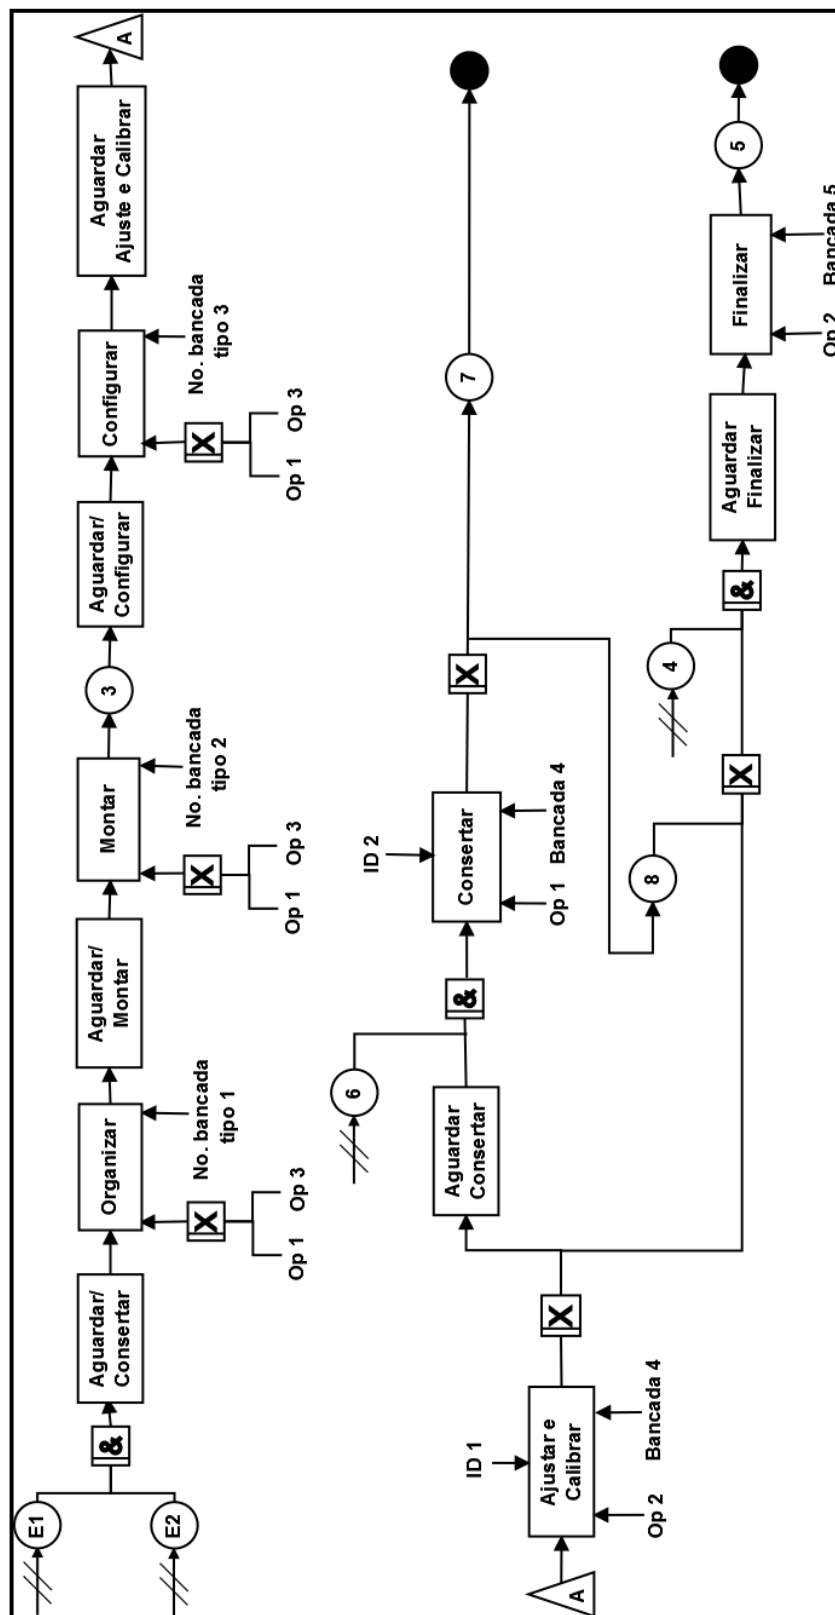 E1
E2
&
Aguardar/
Consertar
Organizar
X
Op 1
Op 3
No. bancada
tipo 1
Aguardar/
Montar
Montar
X
Op 1
Op 3
No. bancada
tipo 2
3
Aguardar/
Configurar
Configurar
X
Op 1
Op 3
No. bancada
tipo 3
Aguardar
Ajuste e Calibrar
A
A
ID 1
Ajustar e
Calibrar
Op 2
Bancada 4
X
Aguardar
Consertar
6
&
ID 2
Consertar
Op 1
Bancada 4
X
7
8
X
4
&
Aguardar
Finalizar
Finalizar
Op 2
Bancada 5
5